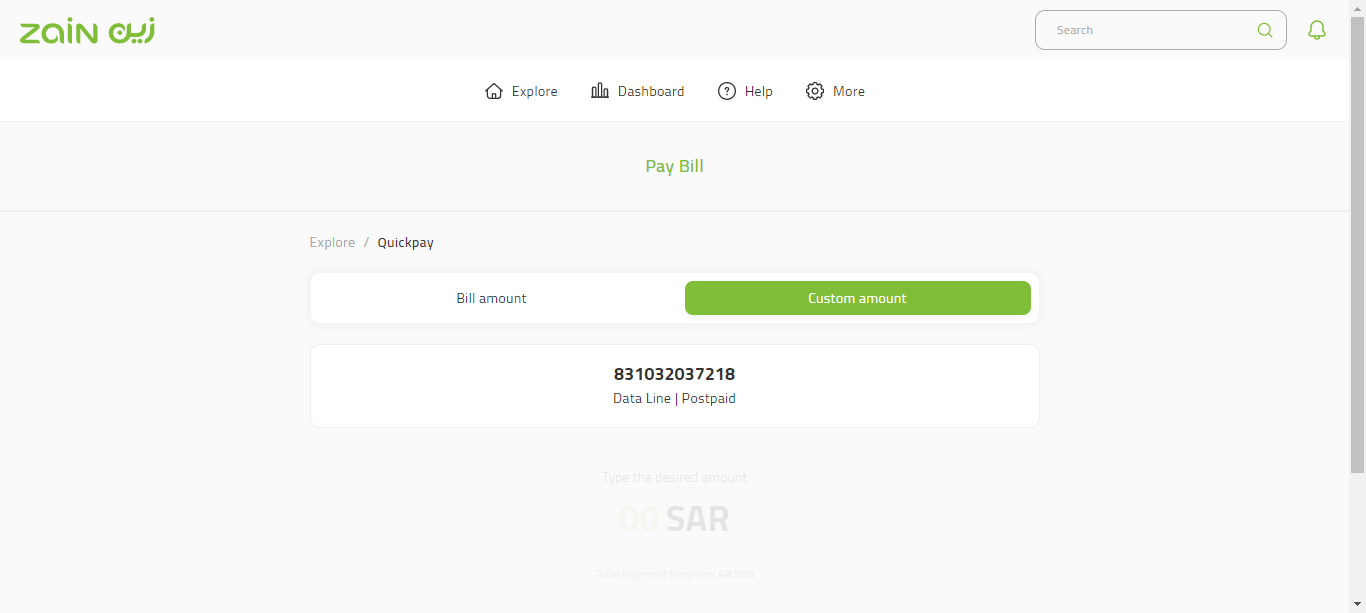 zain زين
Search
Explore
Dashboard
Help
More
Pay Bill
Explore / Quickpay
Bill amount
Custom amount
831032037218
Data Line | Postpaid
Type the desired amount
00 SAR
Total Payment Required 40.599